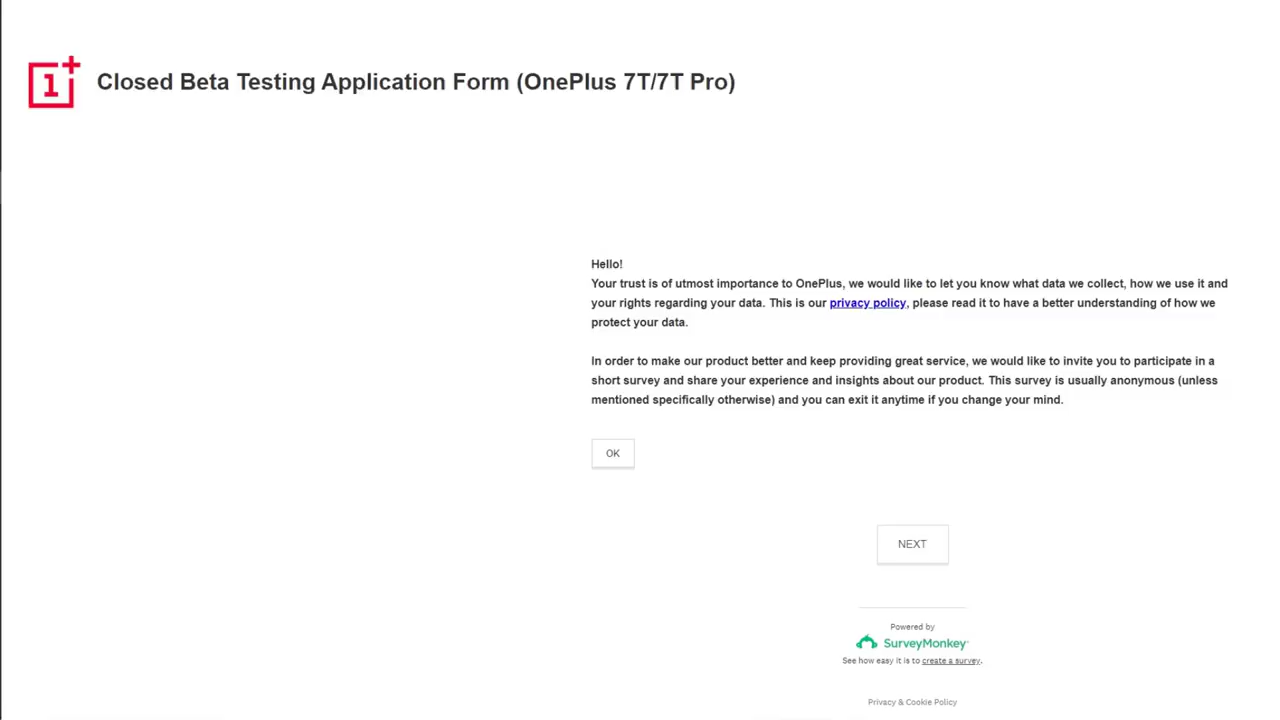 1+
Closed Beta Testing Application Form (OnePlus 7T/7T Pro)
Hello!
Your trust is of utmost importance to OnePlus, we would like to let you know what data we collect, how we use it and
your rights regarding your data. This is our privacy policy, please read it to have a better understanding of how we
protect your data.
In order to make our product better and keep providing great service, we would like to invite you to participate in a
short survey and share your experience and insights about our product. This survey is usually anonymous (unless
mentioned specifically otherwise) and you can exit it anytime if you change your mind.
OK
NEXT
Powered by
SurveyMonkey
See how easy it is to create a survey.
Privacy & Cookie Policy